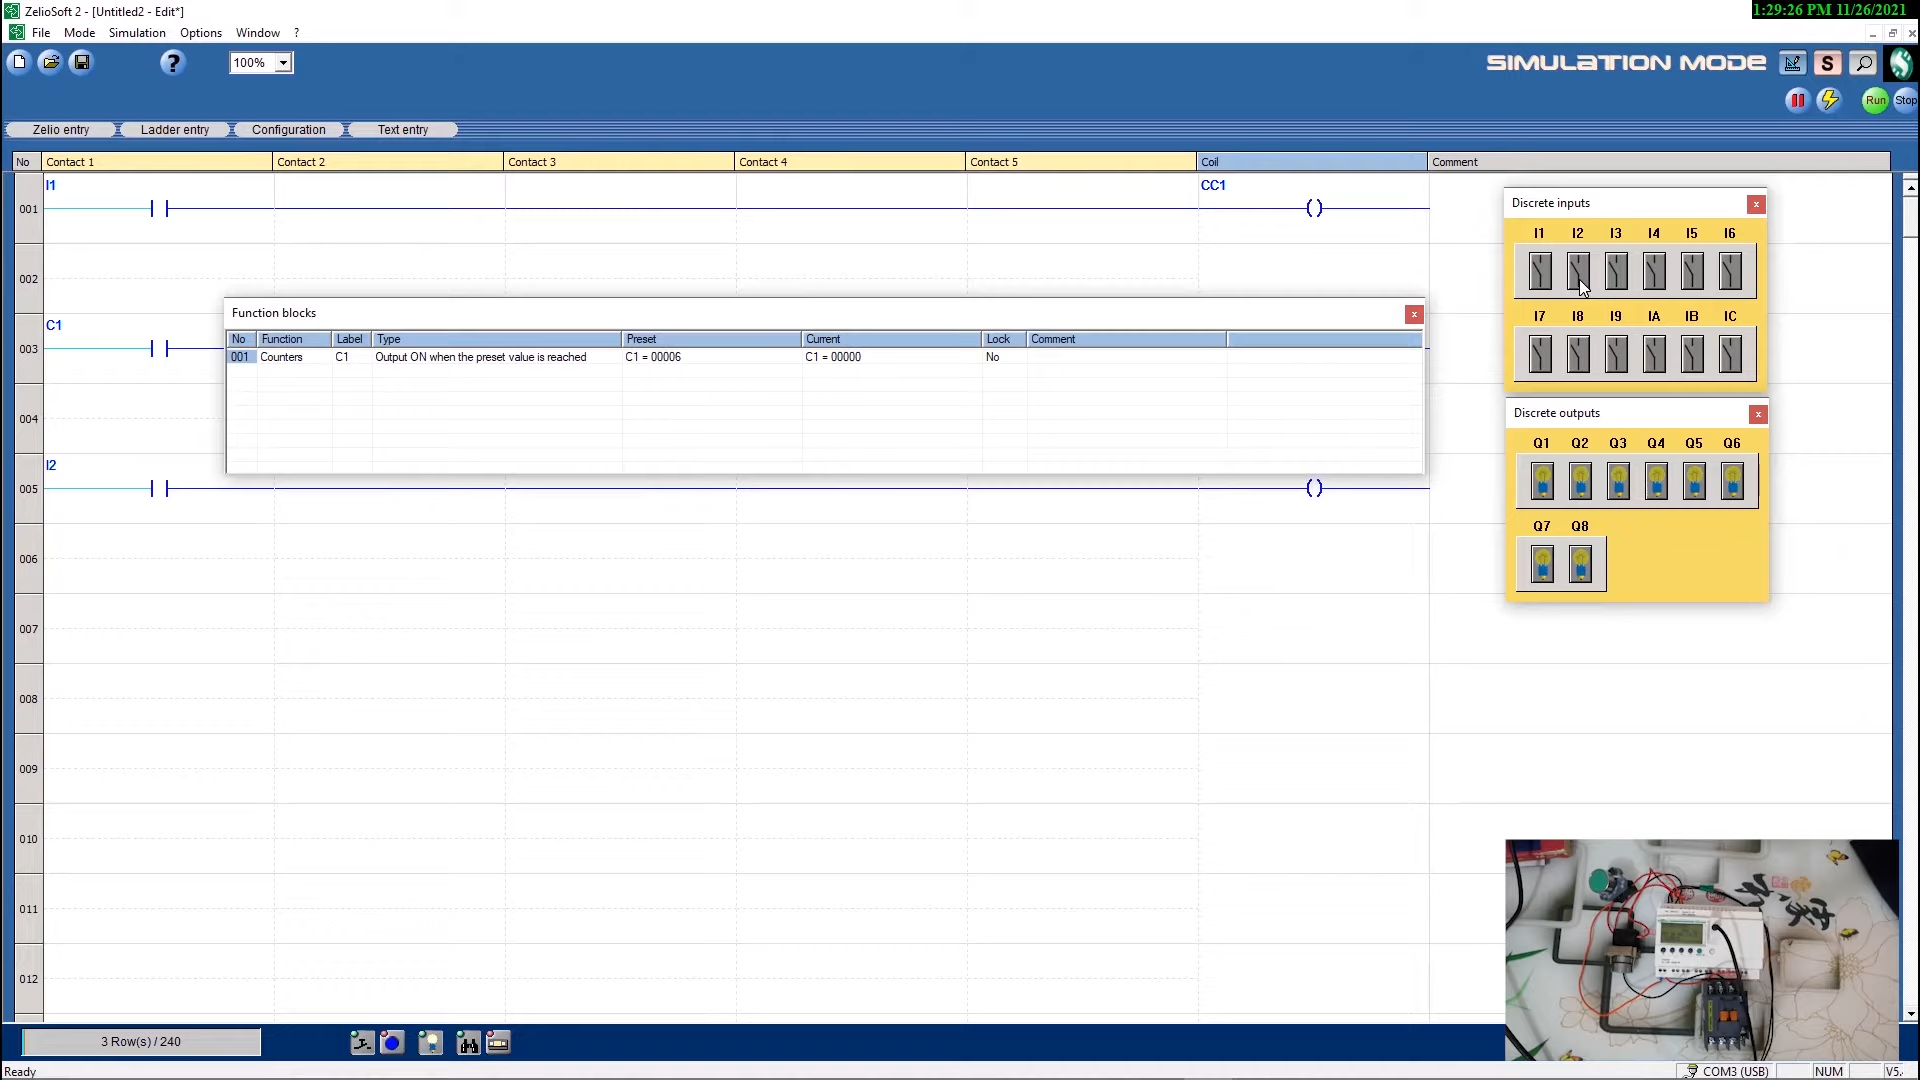 ZelioSoft 2 - [Untitled2 - Edit*]
1:29:26 PM 11/26/2021
File Mode Simulation Options Window ?
100%
SIMULATION MODE
S
Run Stop
Zelio entry Ladder entry Configuration Text entry
No Contact 1 Contact 2 Contact 3 Contact 4 Contact 5 Coil Comment
I1 CC1
001
002
C1
003
004
I2
005
006
007
008
009
010
011
012
Function blocks
No Function Label Type Preset Current Lock Comment
001 Counters C1 Output ON when the preset value is reached C1 = 00006 C1 = 00000 No
Discrete inputs
I1 I2 I3 I4 I5 I6
I7 I8 I9 IA IB IC
Discrete outputs
Q1 Q2 Q3 Q4 Q5 Q6
Q7 Q8
3 Row(s) / 240
Ready
COM3 (USB) NUM V5.